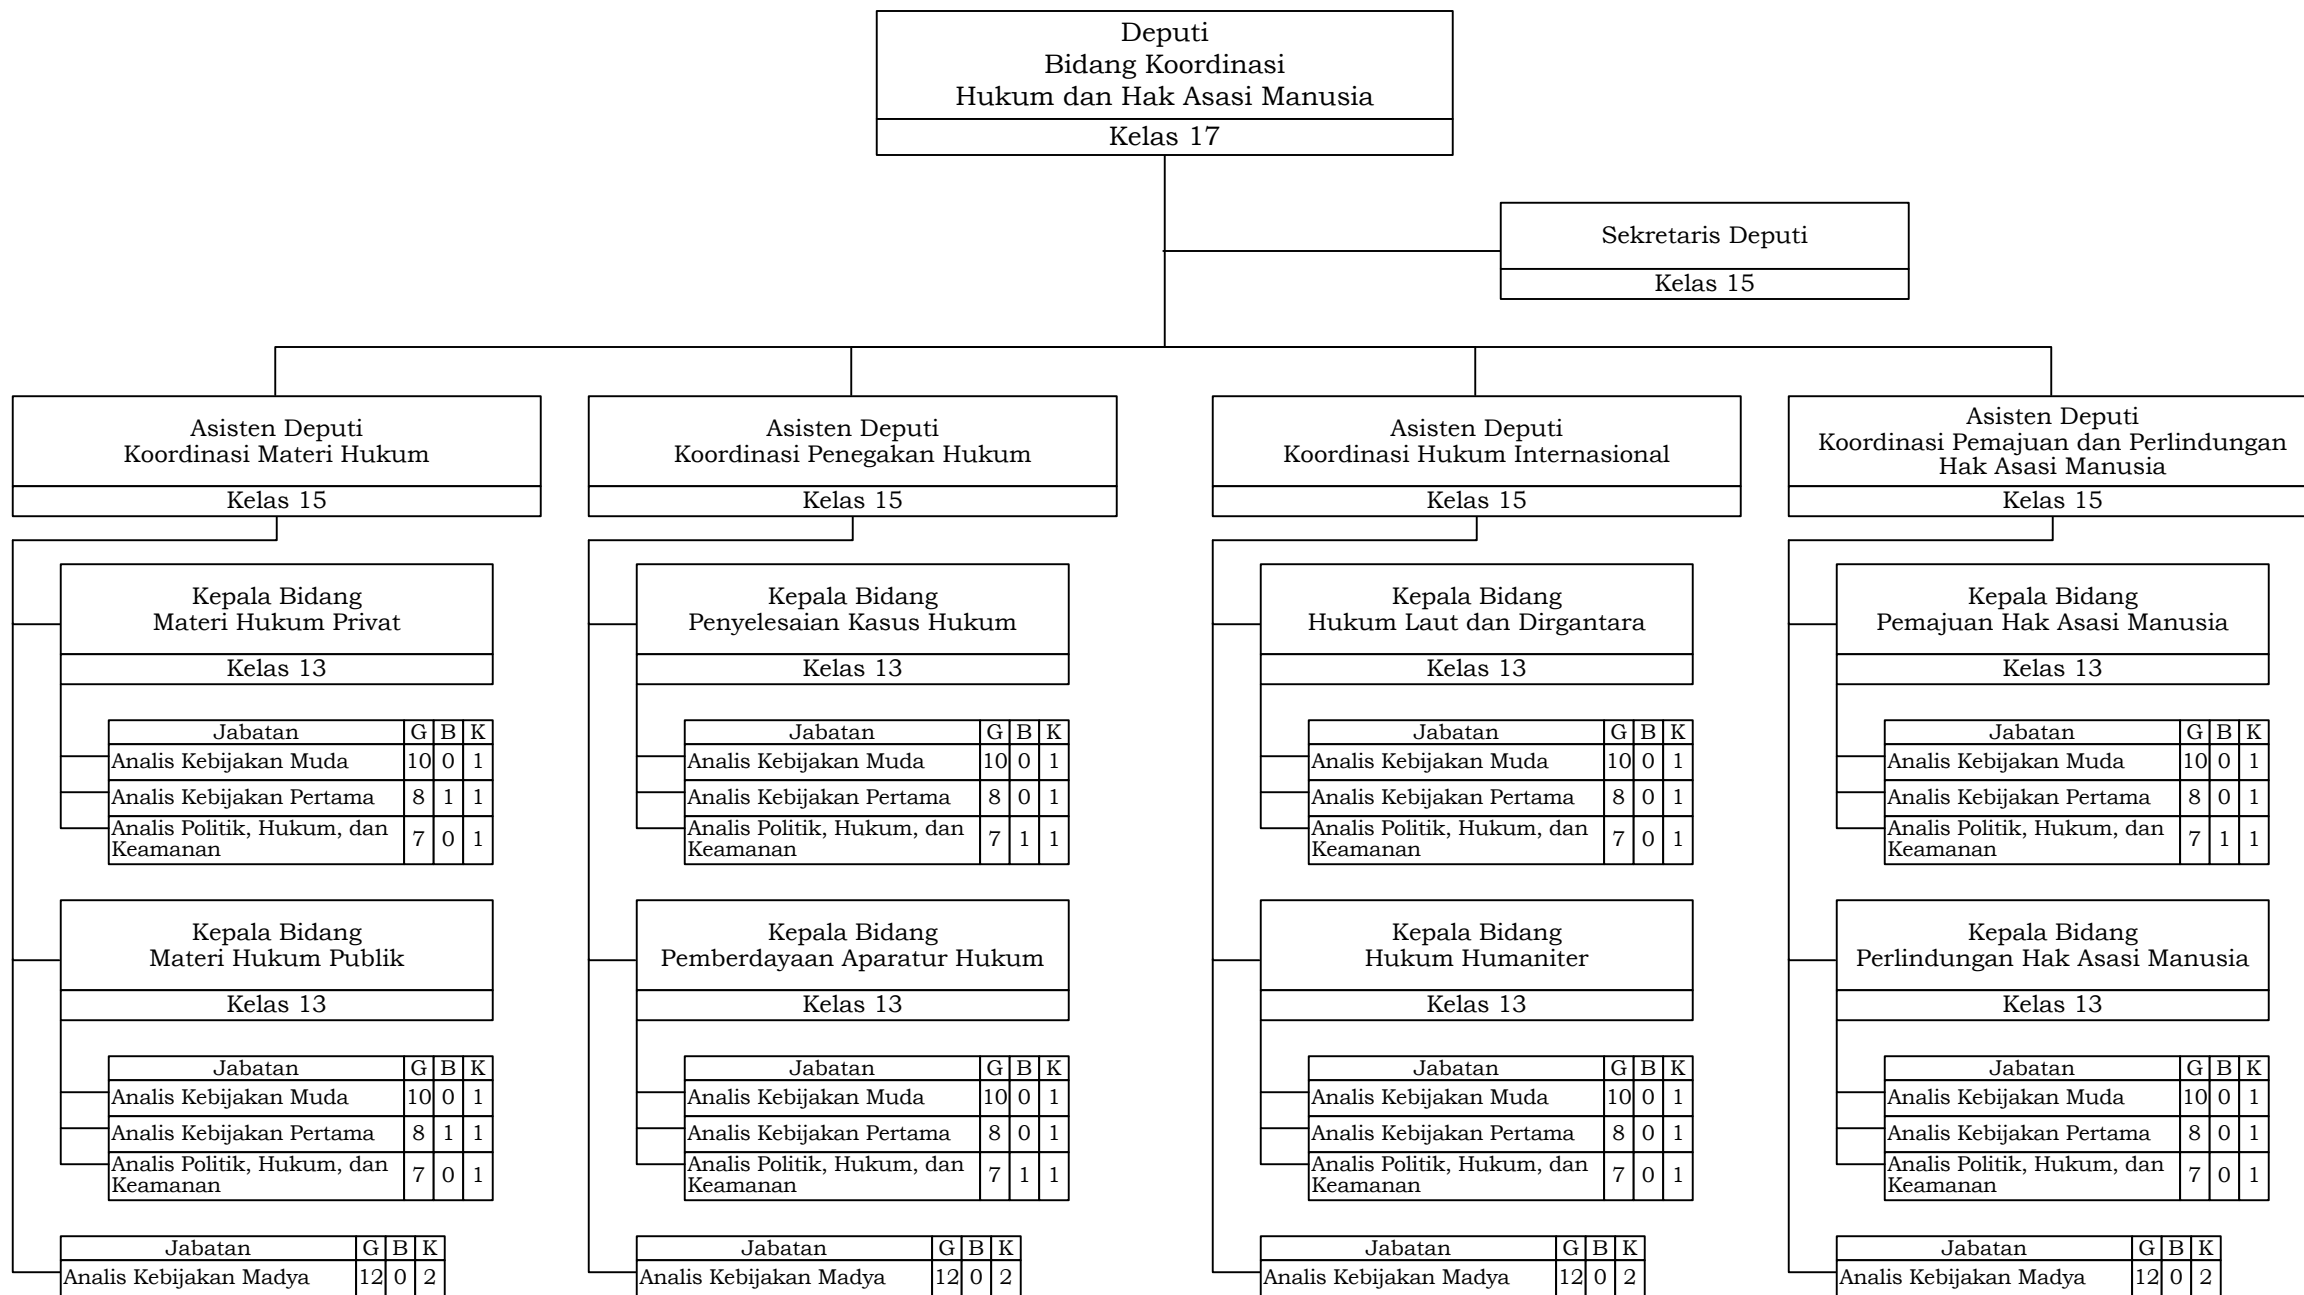 Deputi
Bidang Koordinasi
Hukum dan Hak Asasi Manusia
Kelas 17
Sekretaris Deputi
Kelas 15
Asisten Deputi
Koordinasi Materi Hukum
Kelas 15
Kepala Bidang
Materi Hukum Privat
Kelas 13
Jabatan G B K
Analis Kebijakan Muda 10 0 1
Analis Kebijakan Pertama 8 1 1
Analis Politik, Hukum, dan
Keamanan 7 0 1
Kepala Bidang
Materi Hukum Publik
Kelas 13
Jabatan G B K
Analis Kebijakan Muda 10 0 1
Analis Kebijakan Pertama 8 1 1
Analis Politik, Hukum, dan
Keamanan 7 0 1
Jabatan G B K
Analis Kebijakan Madya 12 0 2
Asisten Deputi
Koordinasi Penegakan Hukum
Kelas 15
Kepala Bidang
Penyelesaian Kasus Hukum
Kelas 13
Jabatan G B K
Analis Kebijakan Muda 10 0 1
Analis Kebijakan Pertama 8 0 1
Analis Politik, Hukum, dan
Keamanan 7 1 1
Kepala Bidang
Pemberdayaan Aparatur Hukum
Kelas 13
Jabatan G B K
Analis Kebijakan Muda 10 0 1
Analis Kebijakan Pertama 8 0 1
Analis Politik, Hukum, dan
Keamanan 7 1 1
Jabatan G B K
Analis Kebijakan Madya 12 0 2
Asisten Deputi
Koordinasi Hukum Internasional
Kelas 15
Kepala Bidang
Hukum Laut dan Dirgantara
Kelas 13
Jabatan G B K
Analis Kebijakan Muda 10 0 1
Analis Kebijakan Pertama 8 0 1
Analis Politik, Hukum, dan
Keamanan 7 0 1
Kepala Bidang
Hukum Humaniter
Kelas 13
Jabatan G B K
Analis Kebijakan Muda 10 0 1
Analis Kebijakan Pertama 8 0 1
Analis Politik, Hukum, dan
Keamanan 7 0 1
Jabatan G B K
Analis Kebijakan Madya 12 0 2
Asisten Deputi
Koordinasi Pemajuan dan Perlindungan
Hak Asasi Manusia
Kelas 15
Kepala Bidang
Pemajuan Hak Asasi Manusia
Kelas 13
Jabatan G B K
Analis Kebijakan Muda 10 0 1
Analis Kebijakan Pertama 8 0 1
Analis Politik, Hukum, dan
Keamanan 7 1 1
Kepala Bidang
Perlindungan Hak Asasi Manusia
Kelas 13
Jabatan G B K
Analis Kebijakan Muda 10 0 1
Analis Kebijakan Pertama 8 0 1
Analis Politik, Hukum, dan
Keamanan 7 0 1
Jabatan G B K
Analis Kebijakan Madya 12 0 2